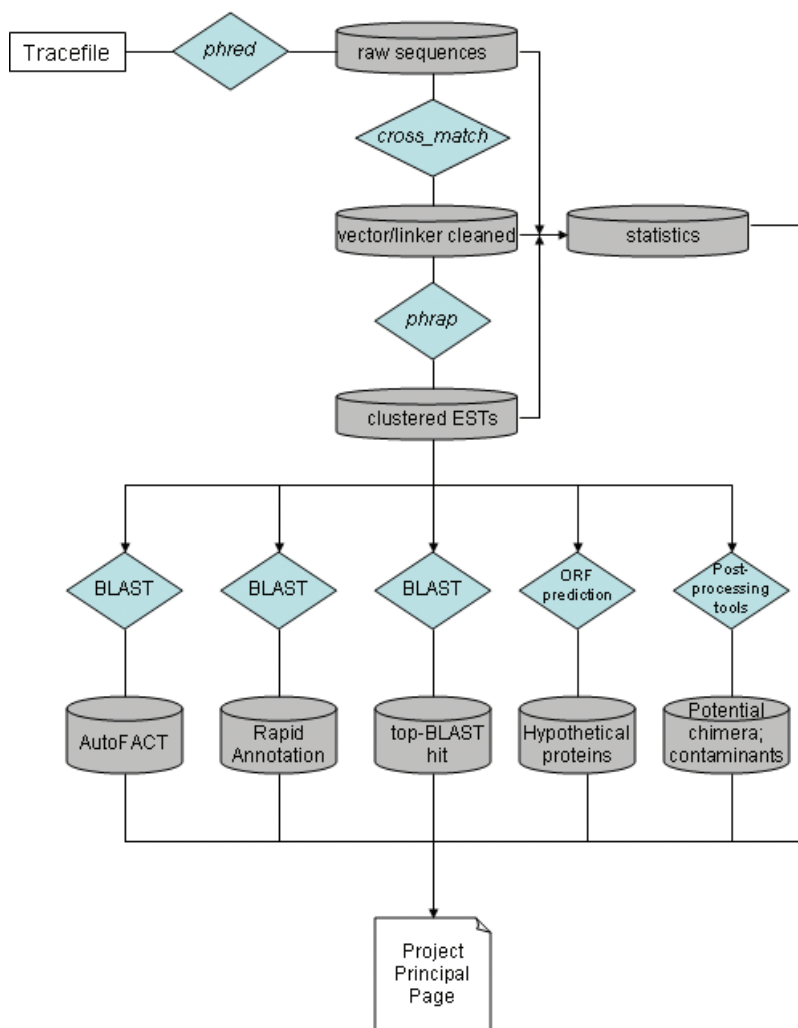 Tracefile
phred
raw sequences
cross_match
vector/linker cleaned
statistics
phrap
clustered ESTs
BLAST
BLAST
BLAST
ORF
prediction
Post-
processing
tools
AutoFACT
Rapid
Annotation
top-BLAST
hit
Hypothetical
proteins
Potential
chimera;
contaminants
Project
Principal
Page